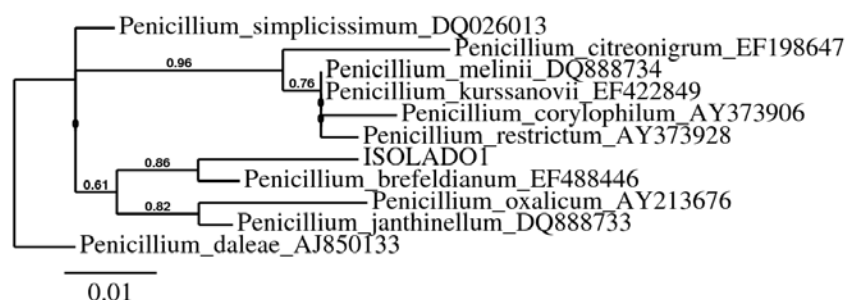 Penicillium_simplicissimum_DQ026013
Penicillium_citreonigrum_EF198647
0.96
Penicillium_melinii_DQ888734
0.76
Penicillium_kurssanovii_EF422849
Penicillium_corylophilum_AY373906
Penicillium_restrictum_AY373928
ISOLADO1
0.86
Penicillium_brefeldianum_EF488446
0.61
Penicillium_oxalicum_AY213676
0.82
Penicillium_janthinellum_DQ888733
Penicillium_daleae_AJ850133
0.01